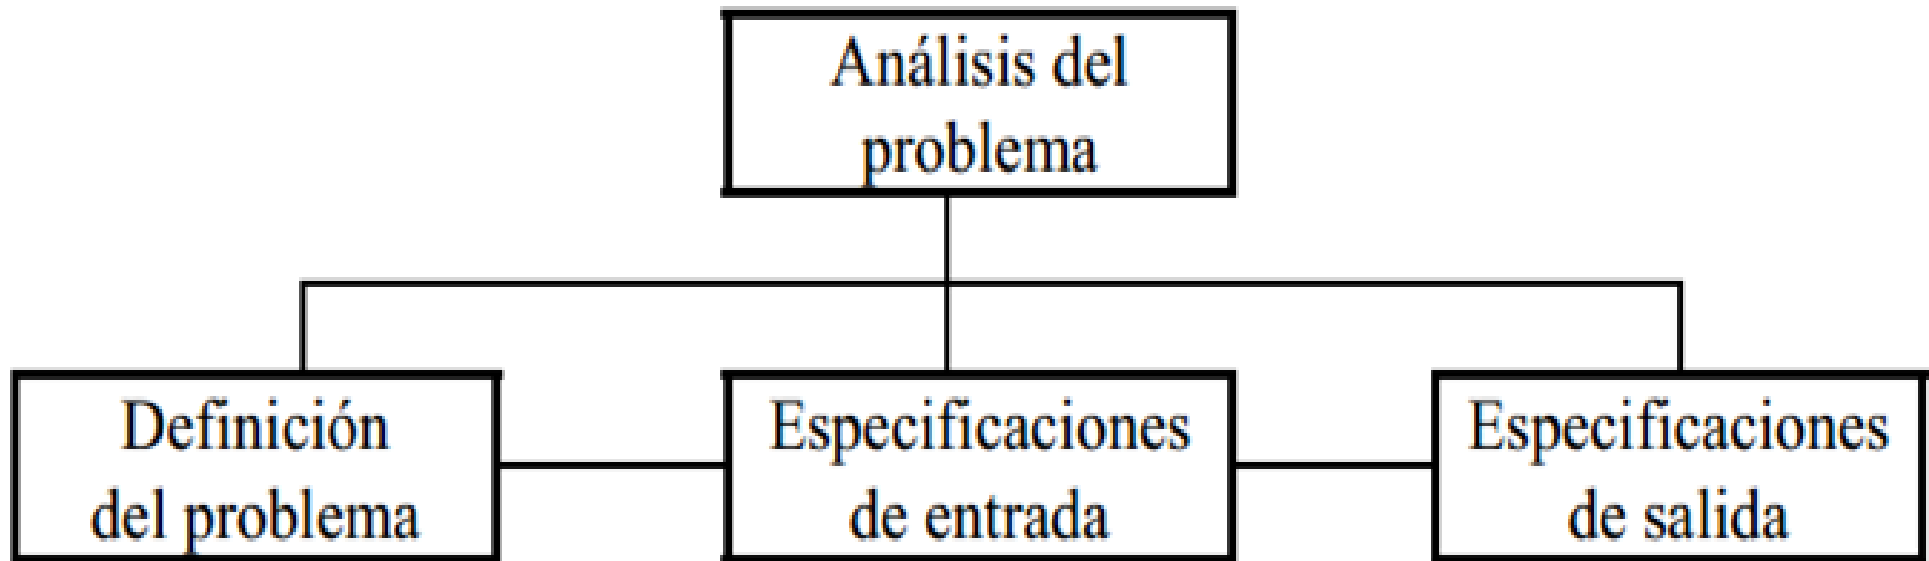 Análisis del
problema
Definición
del problema
Especificaciones
de entrada
Especificaciones
de salida